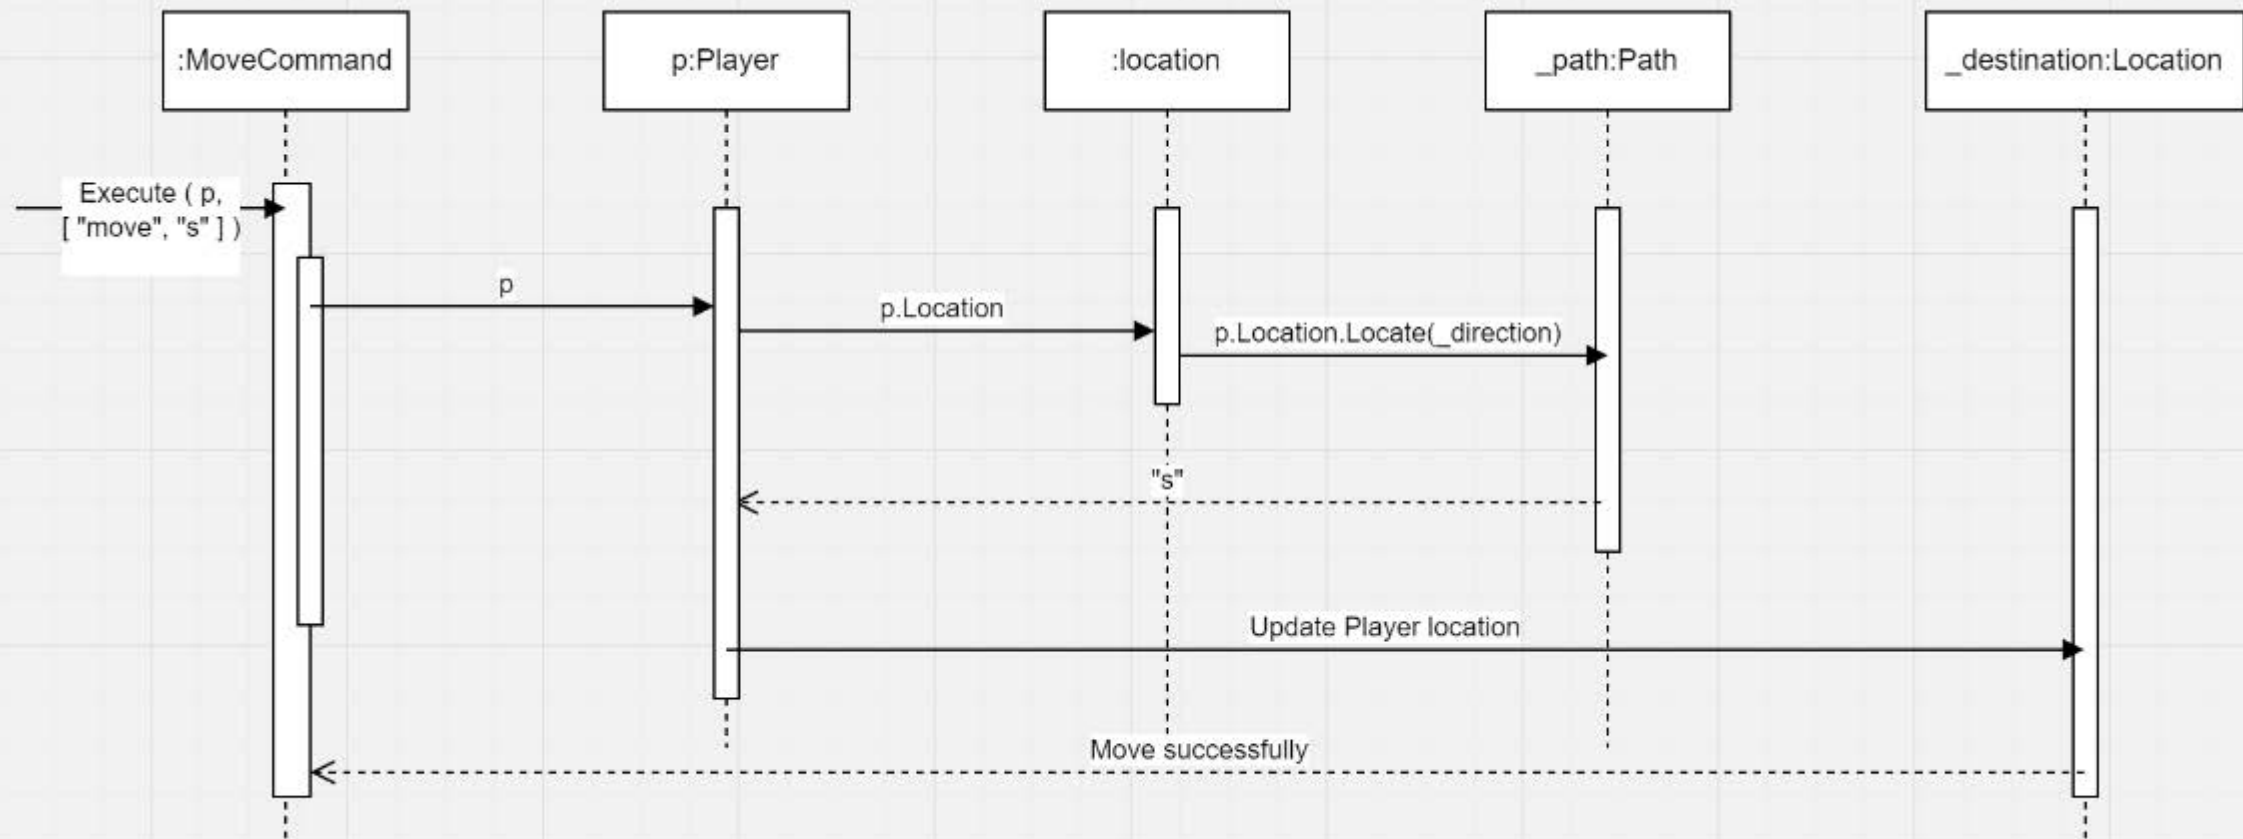 :MoveCommand
p:Player
:location
_path:Path
_destination:Location
Execute ( p,
[ "move", "s" ] )
p
p.Location
p.Location.Locate(_direction)
"s"
Update Player location
Move successfully